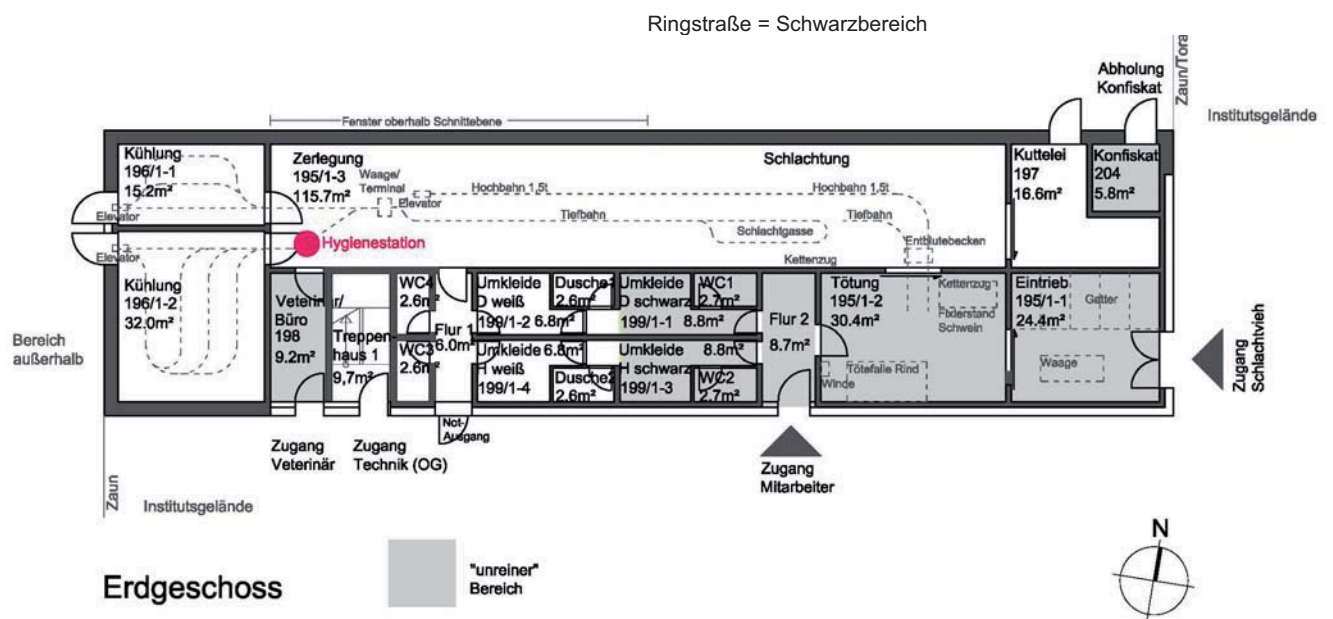 Ringstraße = Schwarzbereich
Zaun/Tora
Abholung
Konfiskat
Institutsgelände
Fenster oberhalb Schnittebene
Kühlung
196/1-1
15.2m²
Elevator
Zerlegung
195/1-3
115.7m²
Waage/
Terminal
Elevator
Hochbahn 1,5t
Schlachtung
Hochbahn 1,5t
Tiefbahn
Schlachtgasse
Tiefbahn
Entblutebecken
Kettenzug
Kuttelei
197
16.6m²
Konfiskat
204
5.8m²
Hygienestation
Elevator
Kühlung
196/1-2
32.0m²
Veterinär/
Büro
198
9.2m²
Treppen-
haus 1
9,7m²
WC4
2.6m²
WC3
2.6m²
Flur 1
6.0m²
Umkleide
D weiß
199/1-2 6.8m²
Dusche1
2.6m²
Umkleide
D schwarz
199/1-1 8.8m²
WC1
2.7m²
Umkleide 6.8m²
H weiß
199/1-4
Dusche2
2.6m²
Umkleide 8.8m²
H schwarz
199/1-3
WC2
2.7m²
Flur 2
8.7m²
Tötung
195/1-2
30.4m²
Kettenzug
Fixierstand
Schwein
Tötefalle Rind
Winde
Eintrieb
195/1-1
24.4m²
Gatter
Waage
Zugang
Schlachtvieh
Bereich
außerhalb
Not-
Ausgang
Zugang
Veterinär
Zugang
Technik (OG)
Zugang
Mitarbeiter
Zaun
Institutsgelände
N
Erdgeschoss
"unreiner"
Bereich